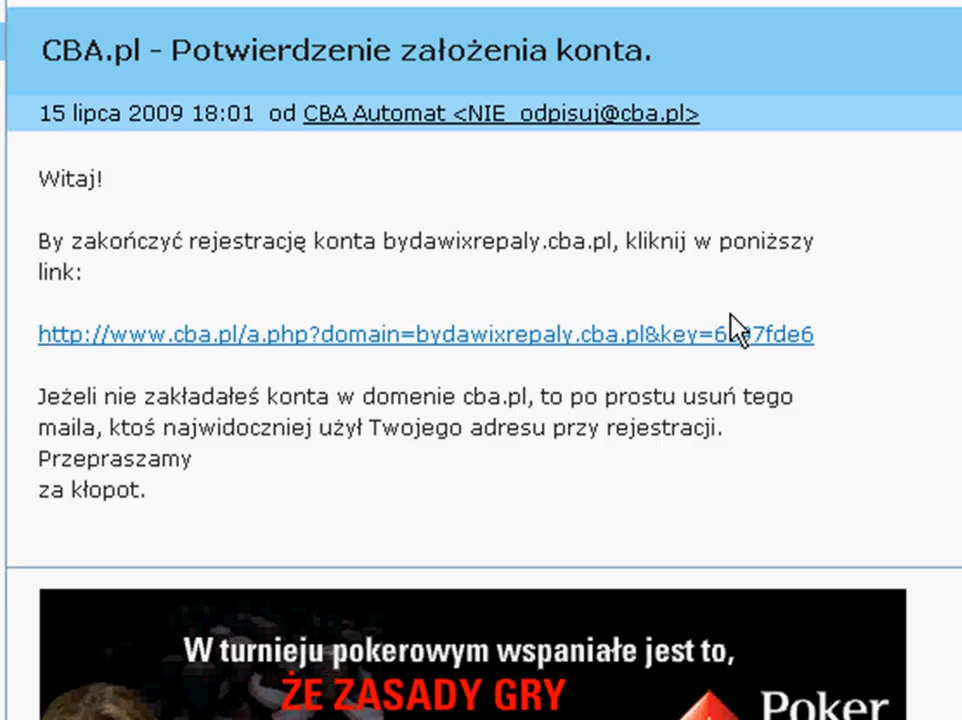 CBA.pl - Potwierdzenie założenia konta.
15 lipca 2009 18:01 od CBA Automat <NIE_odpisuj@cba.pl>
Witaj!
By zakończyć rejestrację konta bydawixrepaly.cba.pl, kliknij w poniższy
link:
Jeżeli nie zakładałeś konta w domenie cba.pl, to po prostu usuń tego
maila, ktoś najwidoczniej użył Twojego adresu przy rejestracji.
Przepraszamy
za kłopot.
W turnieju pokerowym wspaniałe jest to,
ŻE ZASADY GRY
Poker